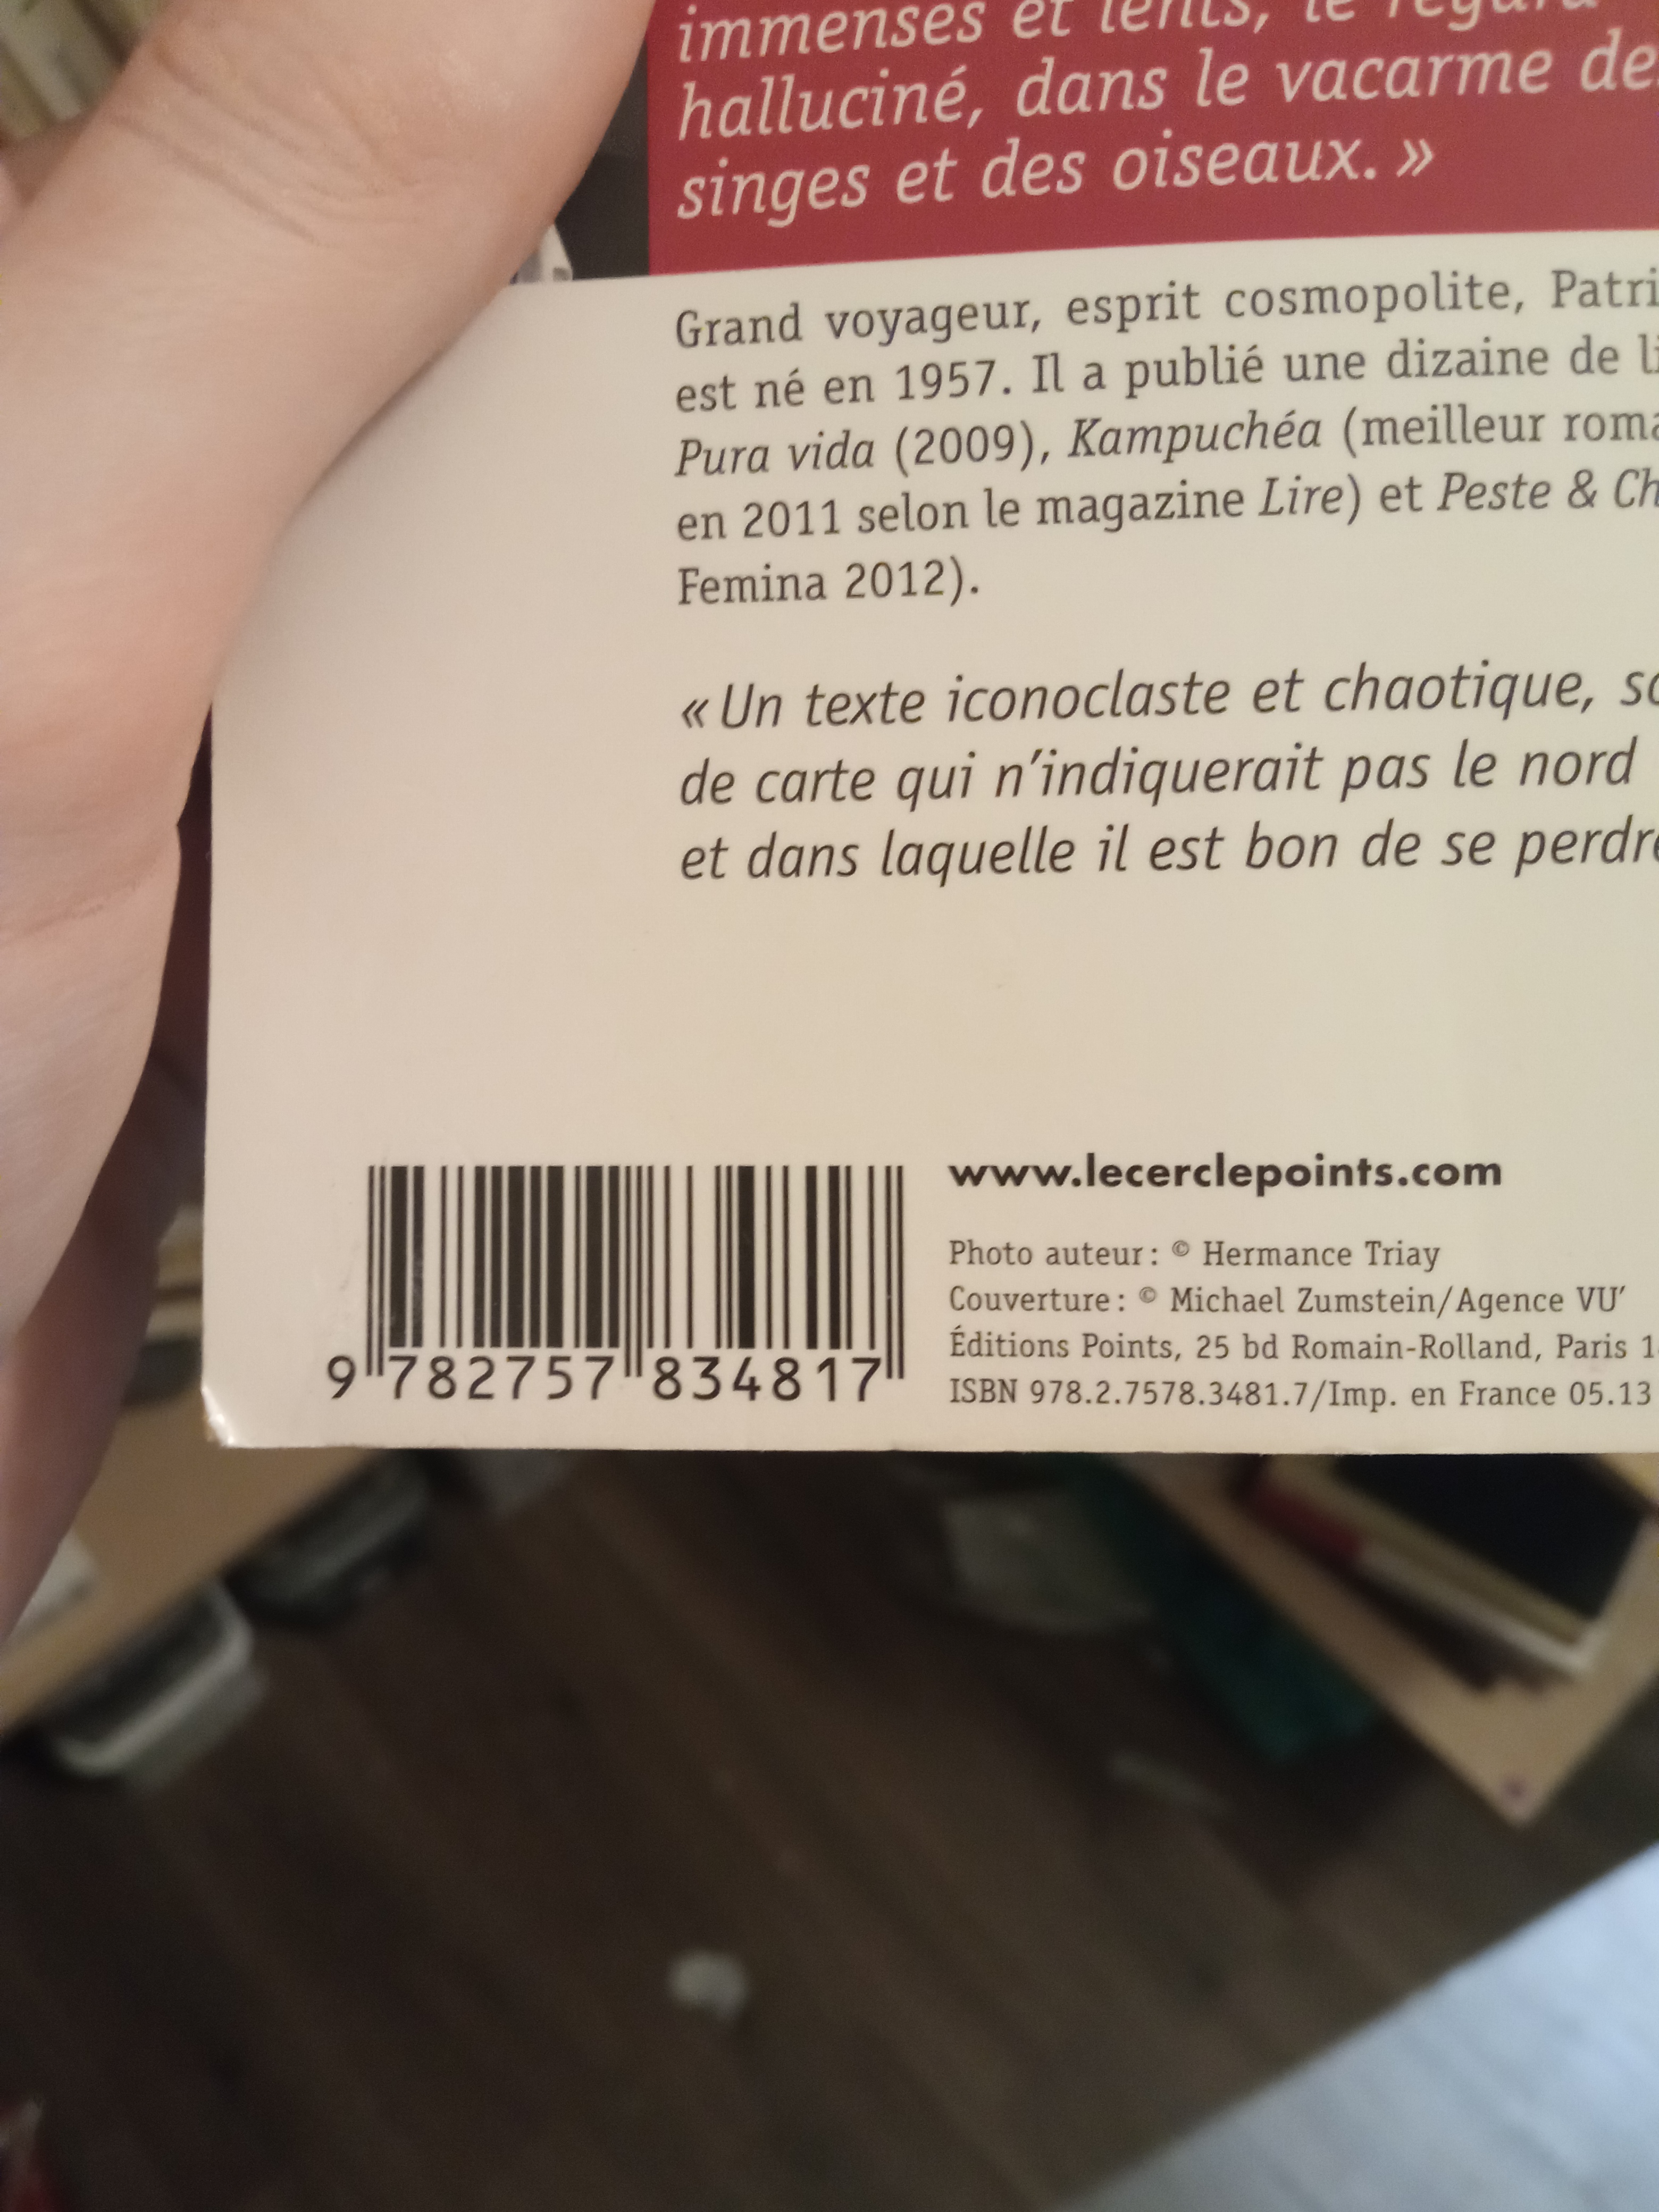 immenses et lents, le regard
halluciné, dans le vacarme des
singes et des oiseaux. »
Grand voyageur, esprit cosmopolite, Patri
est né en 1957. Il a publié une dizaine de li
Pura vida (2009), Kampuchéa (meilleur roma
en 2011 selon le magazine Lire) et Peste & Ch
Femina 2012).
« Un texte iconoclaste et chaotique, so
de carte qui n’indiquerait pas le nord
et dans laquelle il est bon de se perdre
www.lecerclepoints.com
Photo auteur : © Hermance Triay
Couverture : © Michael Zumstein/Agence VU’
Éditions Points, 25 bd Romain-Rolland, Paris 1
ISBN 978.2.7578.3481.7/Imp. en France 05.13
9 782757 834817